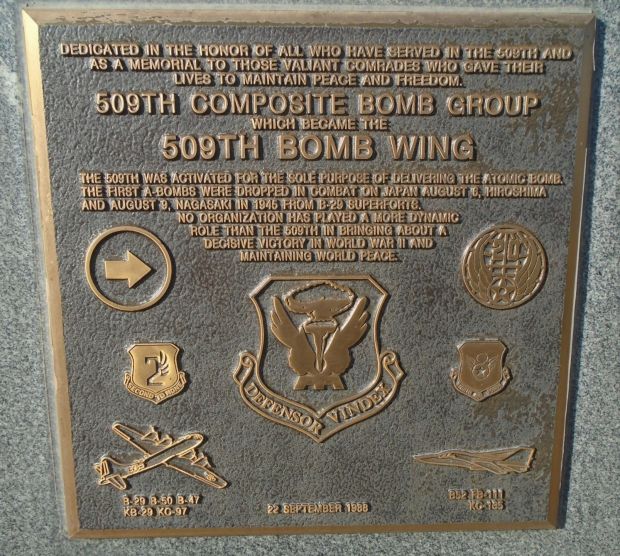 DEDICATED IN THE HONOR OF ALL WHO HAVE SERVED IN THE 509TH AND
AS A MEMORIAL TO THOSE VALIANT COMRADES WHO GAVE THEIR
LIVES TO MAINTAIN PEACE AND FREEDOM.
509TH COMPOSITE BOMB GROUP
WHICH BECAME THE
509TH BOMB WING
THE 509TH WAS ACTIVATED FOR THE SOLE PURPOSE OF DELIVERING THE ATOMIC BOMB.
THE FIRST A-BOMBS WERE DROPPED IN COMBAT ON JAPAN AUGUST 6, HIROSHIMA
AND AUGUST 9, NAGASAKI IN 1945 FROM B-29 SUPERFORTS.
NO ORGANIZATION HAS PLAYED A MORE DYNAMIC
ROLE THAN THE 509TH IN BRINGING ABOUT A
DECISIVE VICTORY IN WORLD WAR II AND
MAINTAINING WORLD PEACE.
2
SECOND TO NONE
DEFENSOR VINDEX
B-29 B-50 B-47
KB-29 KC-97
22 SEPTEMBER 1988
B52 FB-111
KC-135